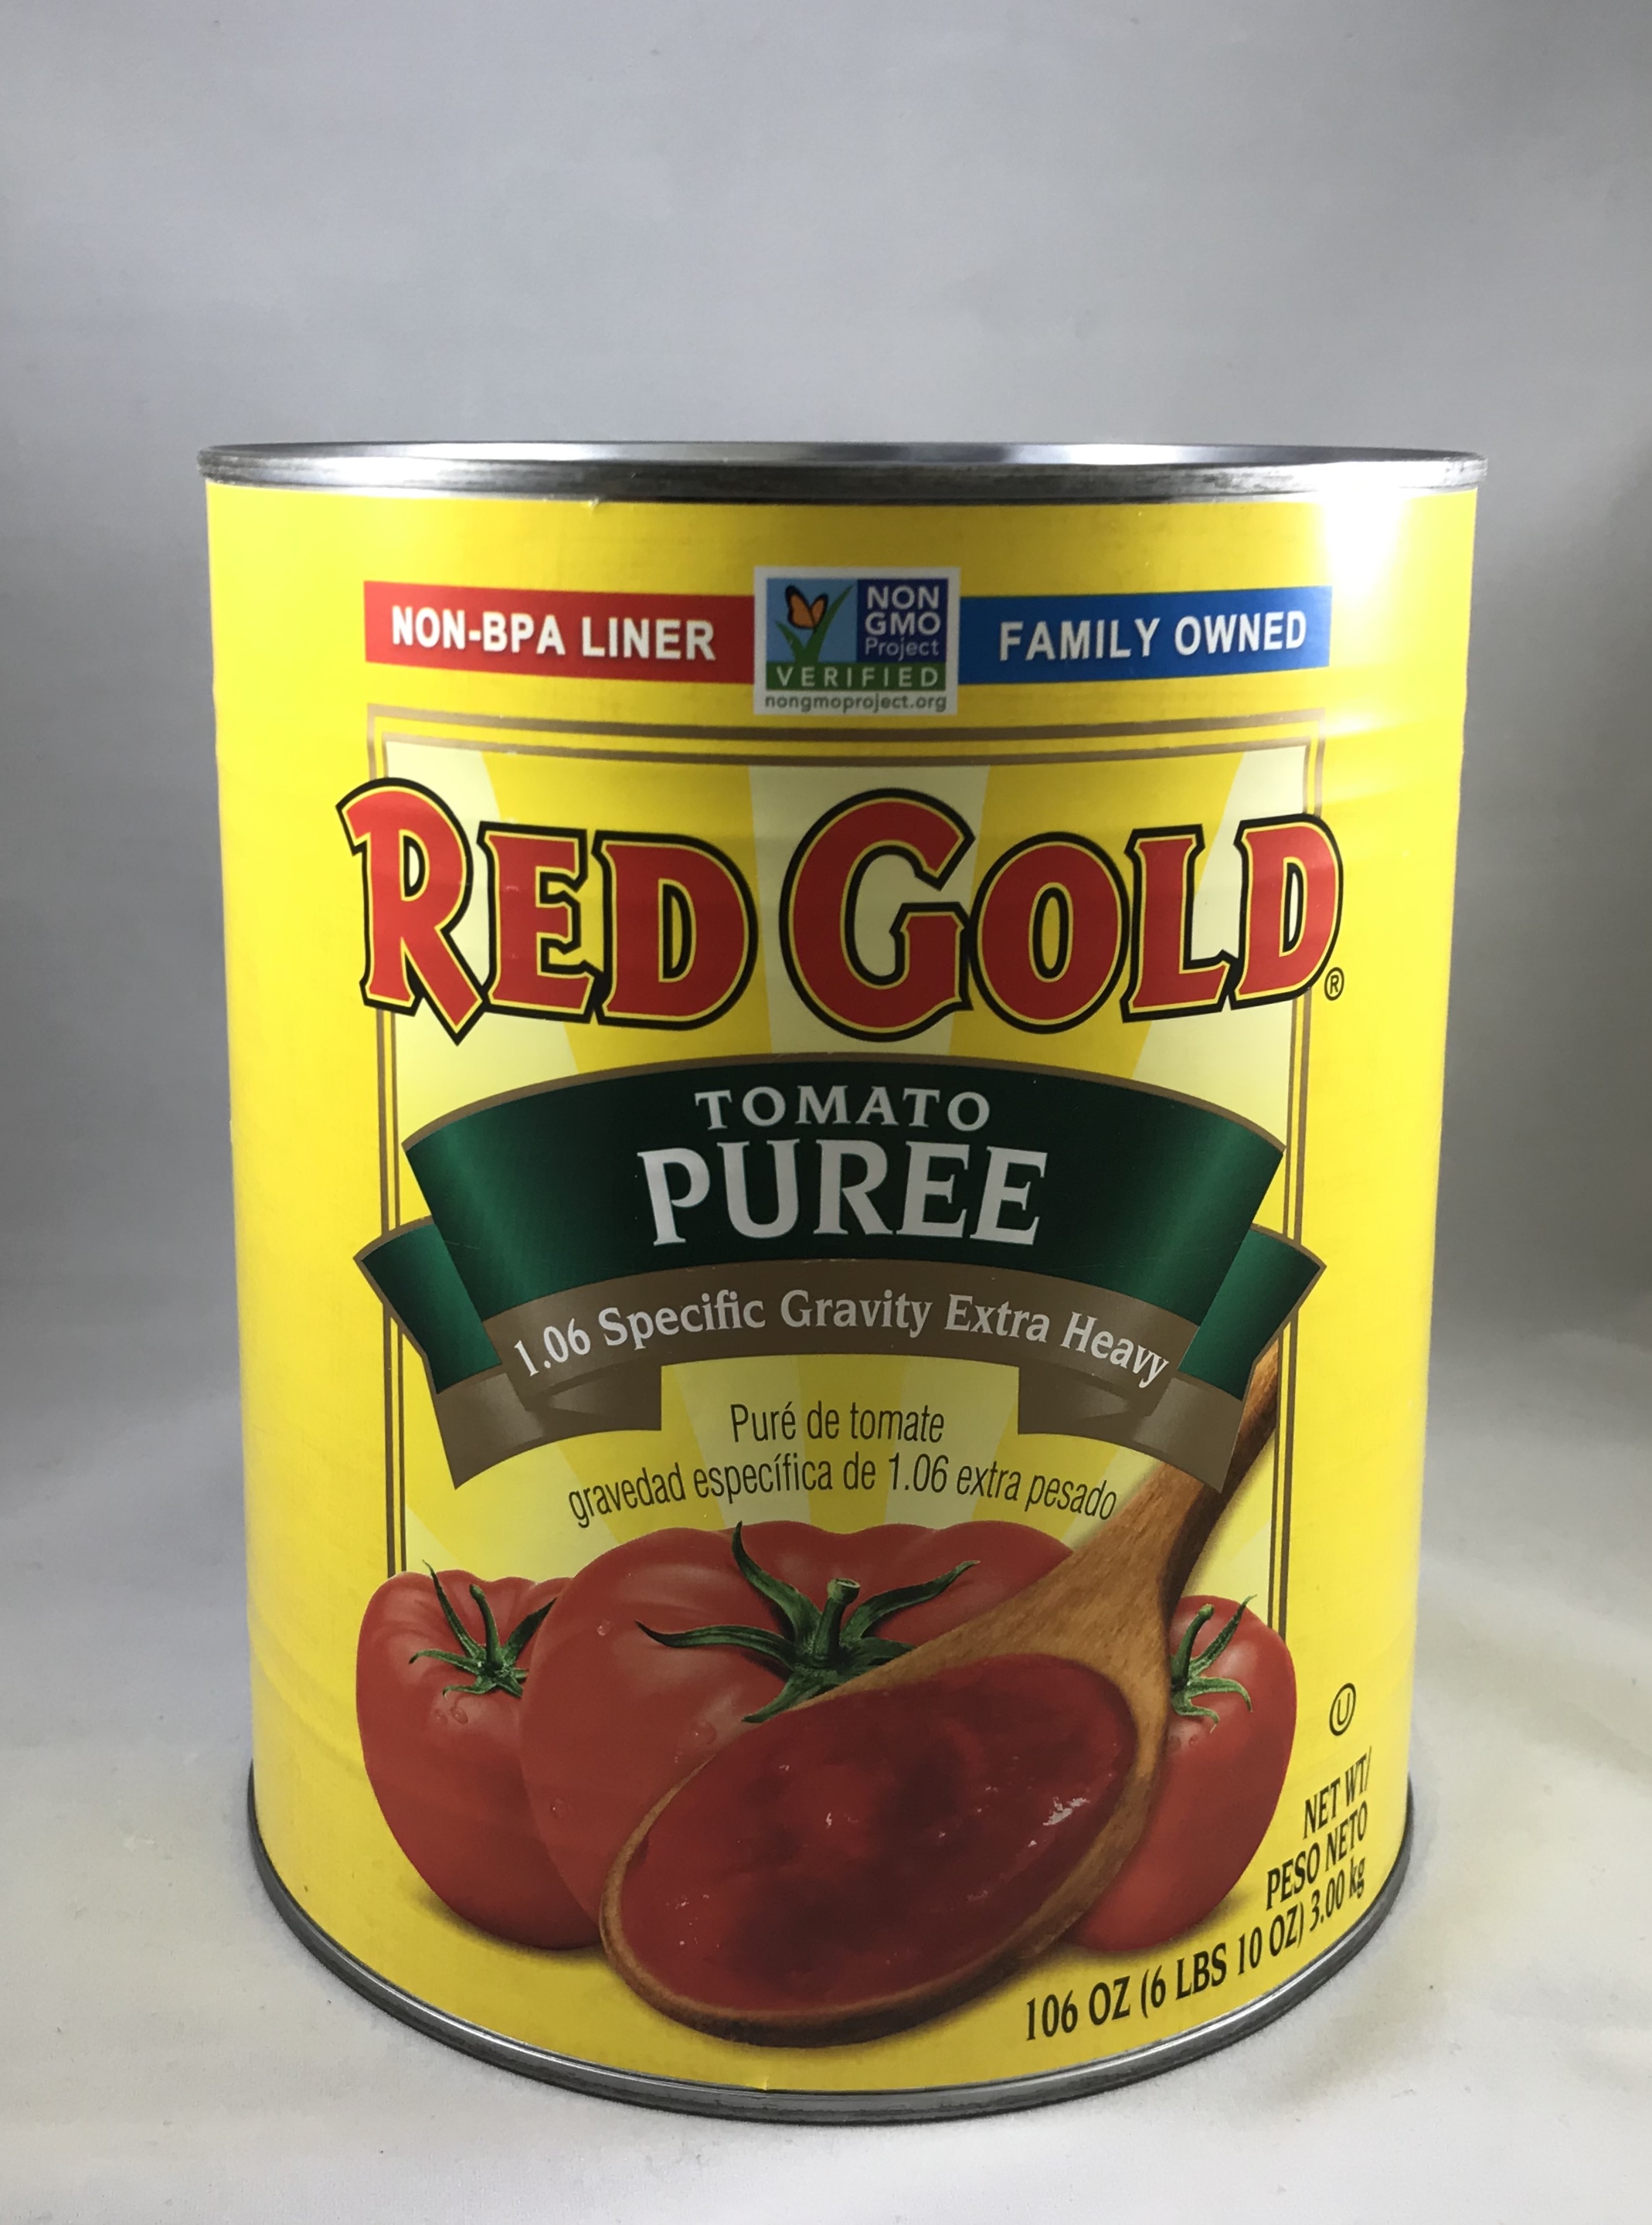 NON-BPA LINER
NON
GMO
Project
VERIFIED
nongmoproject.org
FAMILY OWNED
RED GOLD®
TOMATO
PUREE
1.06 Specific Gravity Extra Heavy
Puré de tomate
gravedad específica de 1.06 extra pesado
U
NET WT/
PESO NETO
106 OZ (6 LBS 10 OZ) 3.00 kg